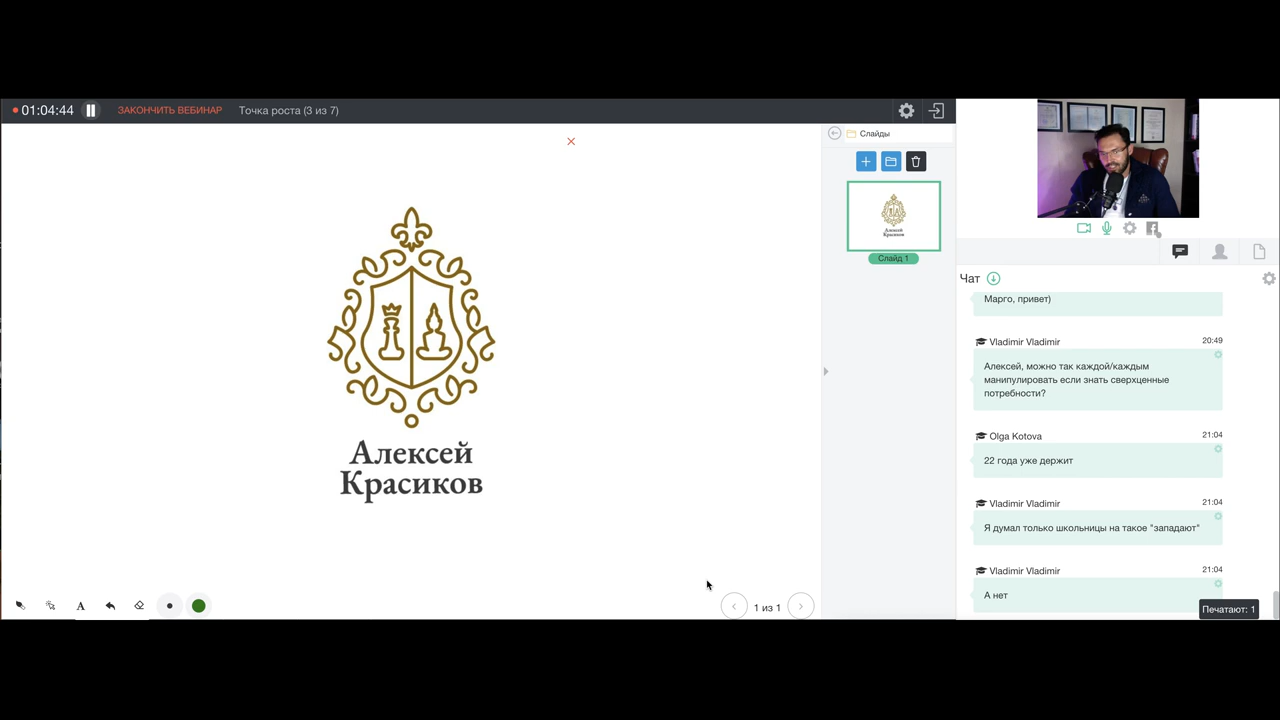 01:04:44
ЗАКОНЧИТЬ ВЕБИНАР
Точка роста (3 из 7)
Алексей
Красиков
1 из 1
Слайды
Алексей
Красиков
Слайд 1
Чат
Марго, привет)
Vladimir Vladimir
20:49
Алексей, можно так каждой/каждым
манипулировать если знать сверхценные
потребности?
Olga Kotova
21:04
22 года уже держит
Vladimir Vladimir
21:04
Я думал только школьницы на такое "западают"
Vladimir Vladimir
21:04
А нет
Печатают: 1